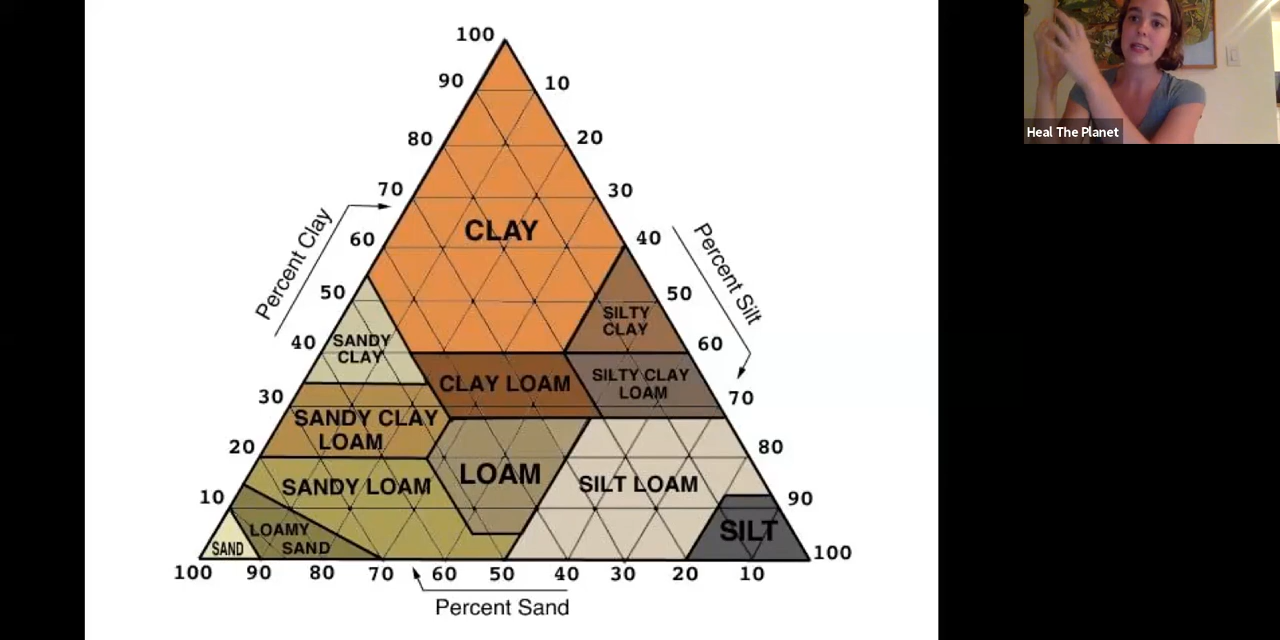 100
90
10
80
20
70
30
60
40
50
50
40
60
30
70
20
80
10
90
100
100
90
80
70
60
50
40
30
20
10
Percent Clay
Percent Silt
Percent Sand
CLAY
SILTY
CLAY
SANDY
CLAY
CLAY LOAM
SILTY CLAY
LOAM
SANDY CLAY
LOAM
LOAM
SILT LOAM
SANDY LOAM
LOAMY
SAND
SAND
SILT
Heal The Planet